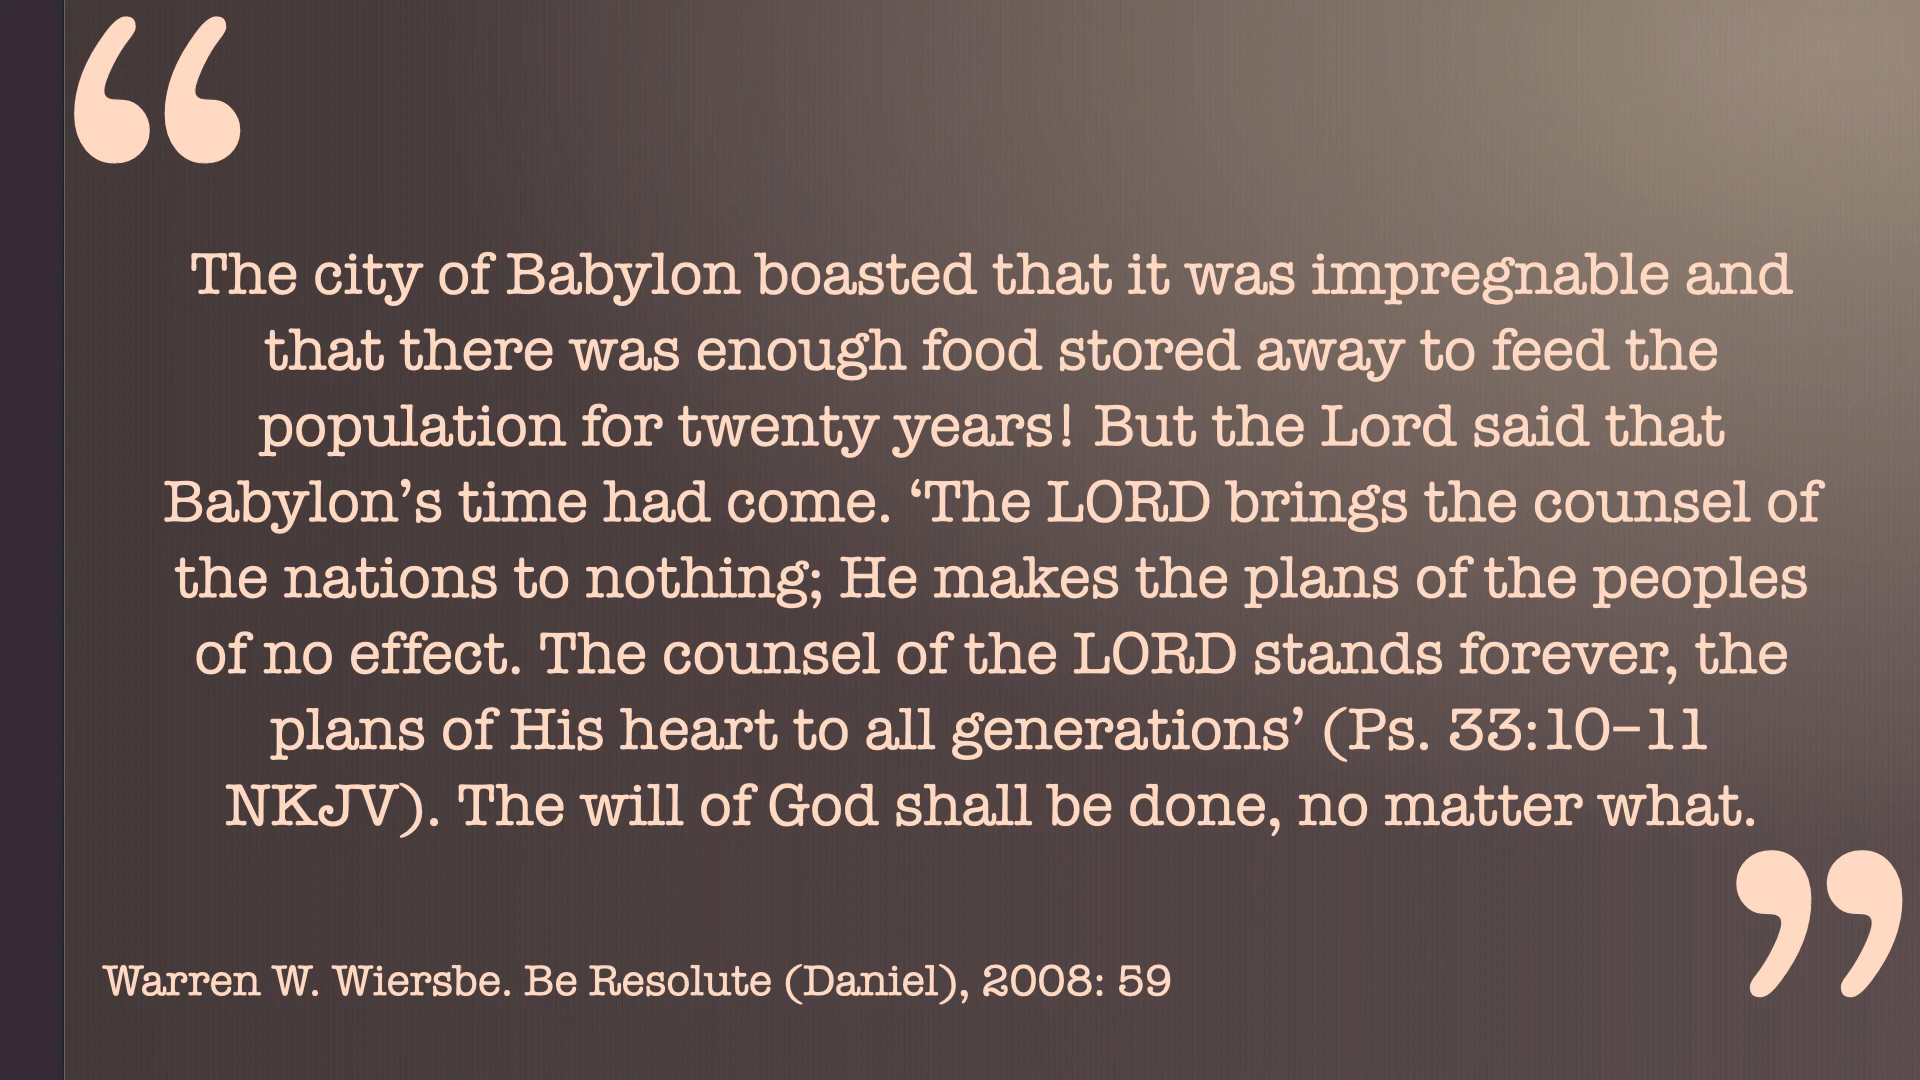 “
The city of Babylon boasted that it was impregnable and
that there was enough food stored away to feed the
population for twenty years! But the Lord said that
Babylon’s time had come. ‘The LORD brings the counsel of
the nations to nothing; He makes the plans of the peoples
of no effect. The counsel of the LORD stands forever, the
plans of His heart to all generations’ (Ps. 33:10–11
NKJV). The will of God shall be done, no matter what.
”
Warren W. Wiersbe. Be Resolute (Daniel), 2008: 59